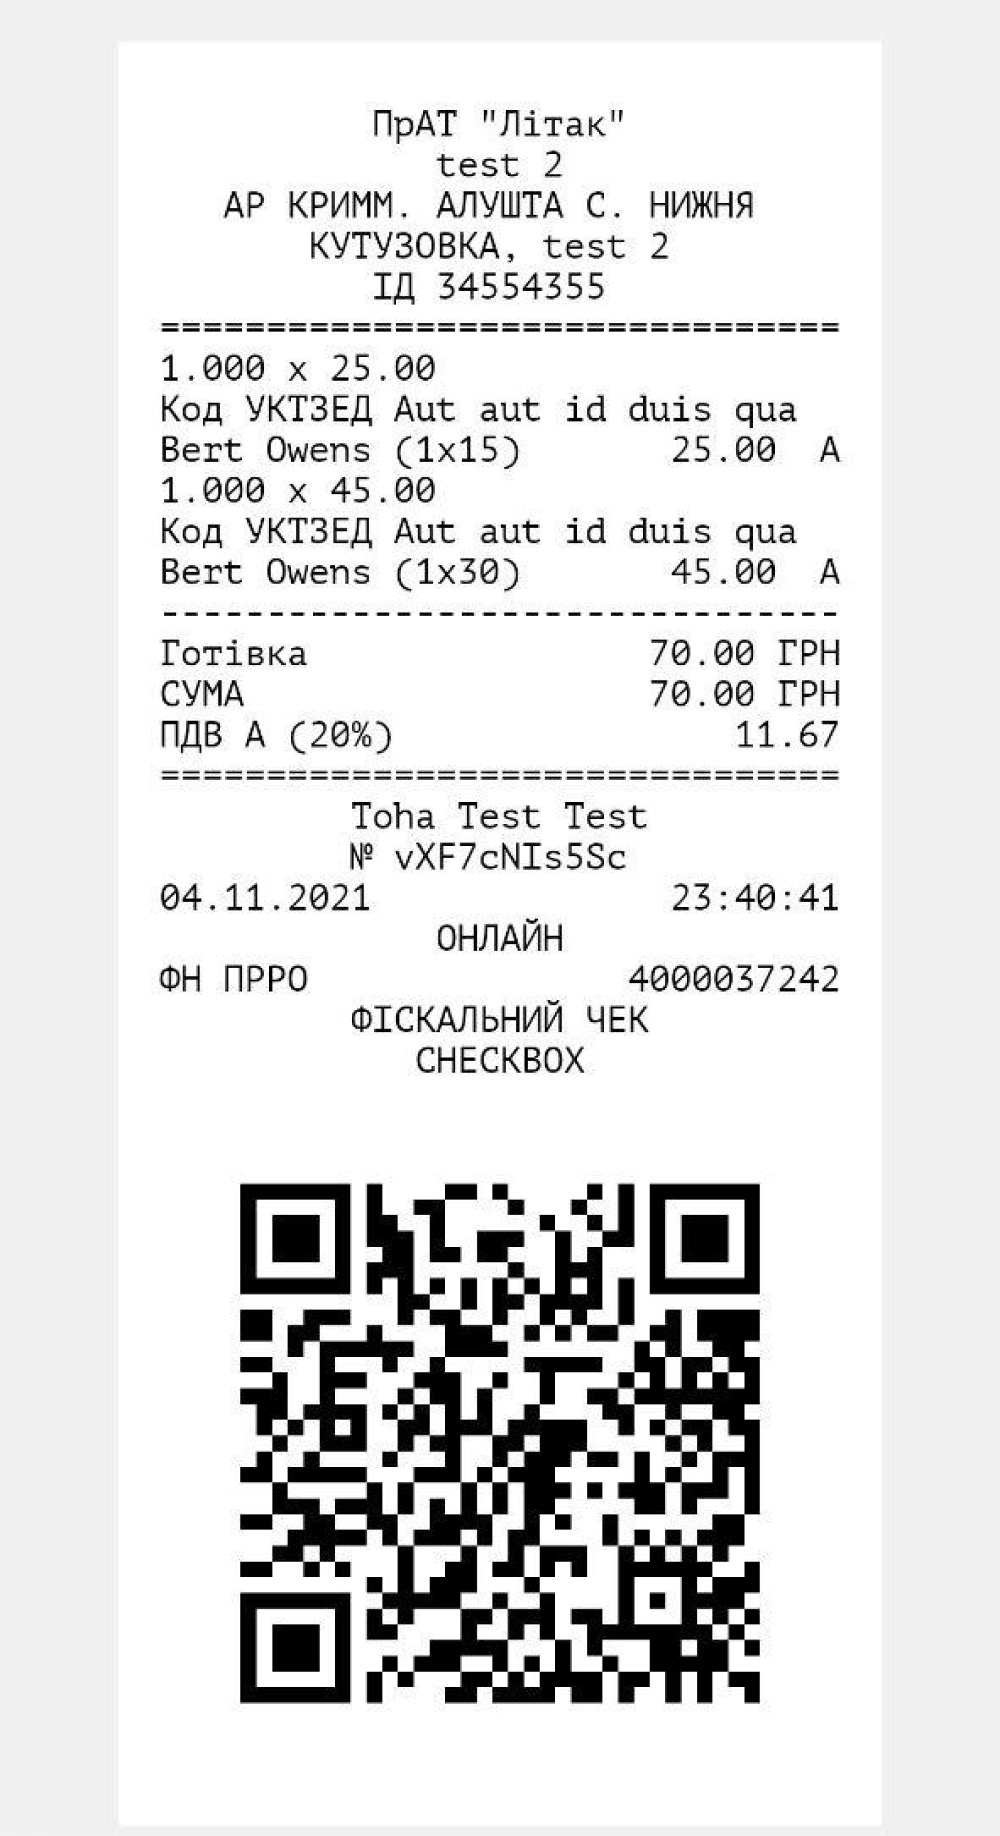 ПрАТ "Літак"
test 2
АР КРИММ. АЛУШТА С. НИЖНЯ
КУТУЗОВКА, test 2
ІД 34554355
================================
1.000 x 25.00
Код УКТЗЕД Aut aut id duis qua
Bert Owens (1x15) 25.00 А
1.000 x 45.00
Код УКТЗЕД Aut aut id duis qua
Bert Owens (1x30) 45.00 А
--------------------------------
Готівка 70.00 ГРН
СУМА 70.00 ГРН
ПДВ А (20%) 11.67
================================
Toha Test Test
№ vXF7cNIs5Sc
04.11.2021 23:40:41
ОНЛАЙН
ФН ПРРО 4000037242
ФІСКАЛЬНИЙ ЧЕК
CHECKBOX